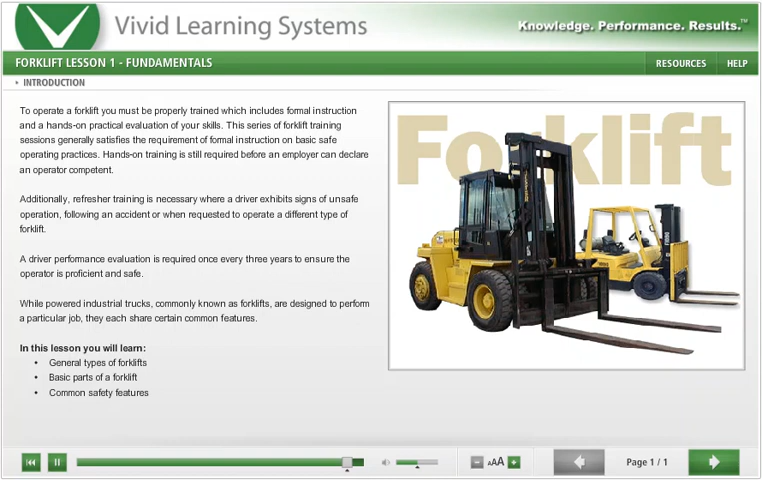 Vivid Learning Systems
Knowledge. Performance. Results.™
FORKLIFT LESSON 1 - FUNDAMENTALS
RESOURCES
HELP
INTRODUCTION
To operate a forklift you must be properly trained which includes formal instruction
and a hands-on practical evaluation of your skills. This series of forklift training
sessions generally satisfies the requirement of formal instruction on basic safe
operating practices. Hands-on training is still required before an employer can declare
an operator competent.
Additionally, refresher training is necessary where a driver exhibits signs of unsafe
operation, following an accident or when requested to operate a different type of
forklift.
A driver performance evaluation is required once every three years to ensure the
operator is proficient and safe.
While powered industrial trucks, commonly known as forklifts, are designed to perform
a particular job, they each share certain common features.
In this lesson you will learn:
• General types of forklifts
• Basic parts of a forklift
• Common safety features
Forklift
AAA
Page 1 / 1